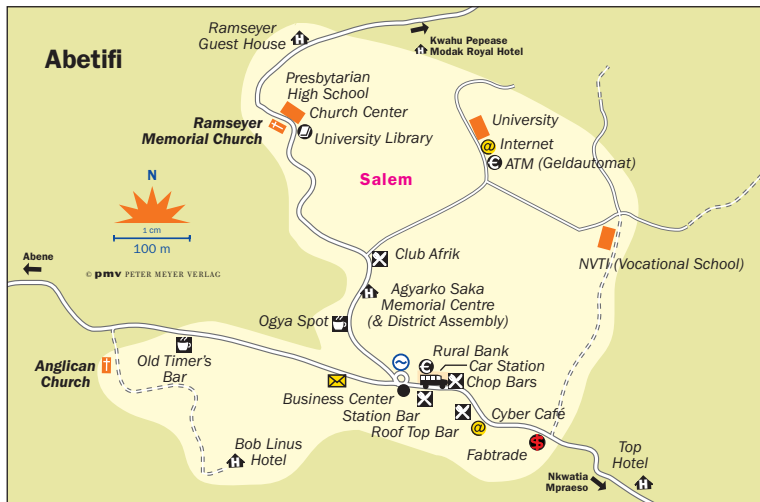 Abetifi
Ramseyer
Guest House
Kwahu Pepease
Modak Royal Hotel
Presbytarian
High School
Church Center
Ramseyer
Memorial Church
University Library
University
@ Internet
€ ATM (Geldautomat)
Salem
N
1 cm
100 m
Abene
© pmv PETER MEYER VERLAG
Club Afrik
NVTI (Vocational School)
Agyarko Saka
Memorial Centre
(& District Assembly)
Ogya Spot
Old Timer's
Bar
Anglican
Church
€ Rural Bank
Car Station
Chop Bars
Business Center
Station Bar
Roof Top Bar
Cyber Café
@
Fabtrade
$
Bob Linus
Hotel
Top
Hotel
Nkwatia
Mpraeso
H
H
H
H
H